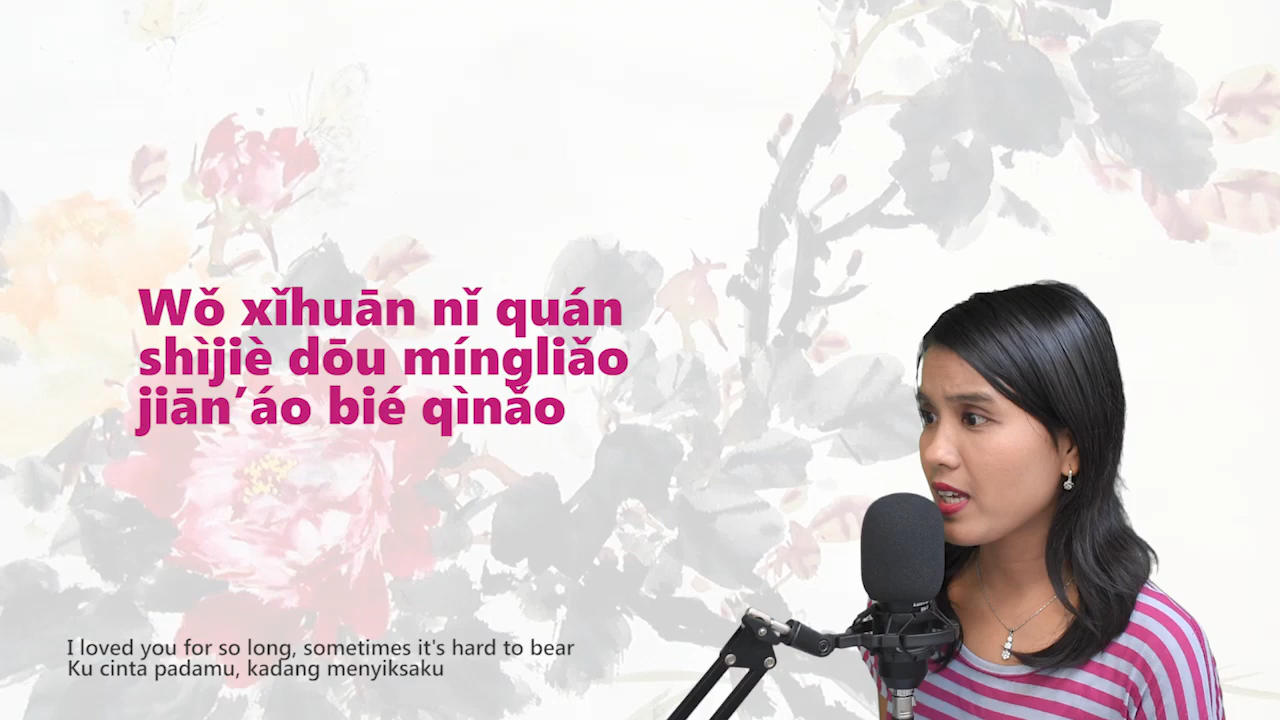 Wǒ xǐhuān nǐ quán
shìjiè dōu míngliǎo
jiān’áo bié qìnǎo
I loved you for so long, sometimes it's hard to bear
Ku cinta padamu, kadang menyiksaku